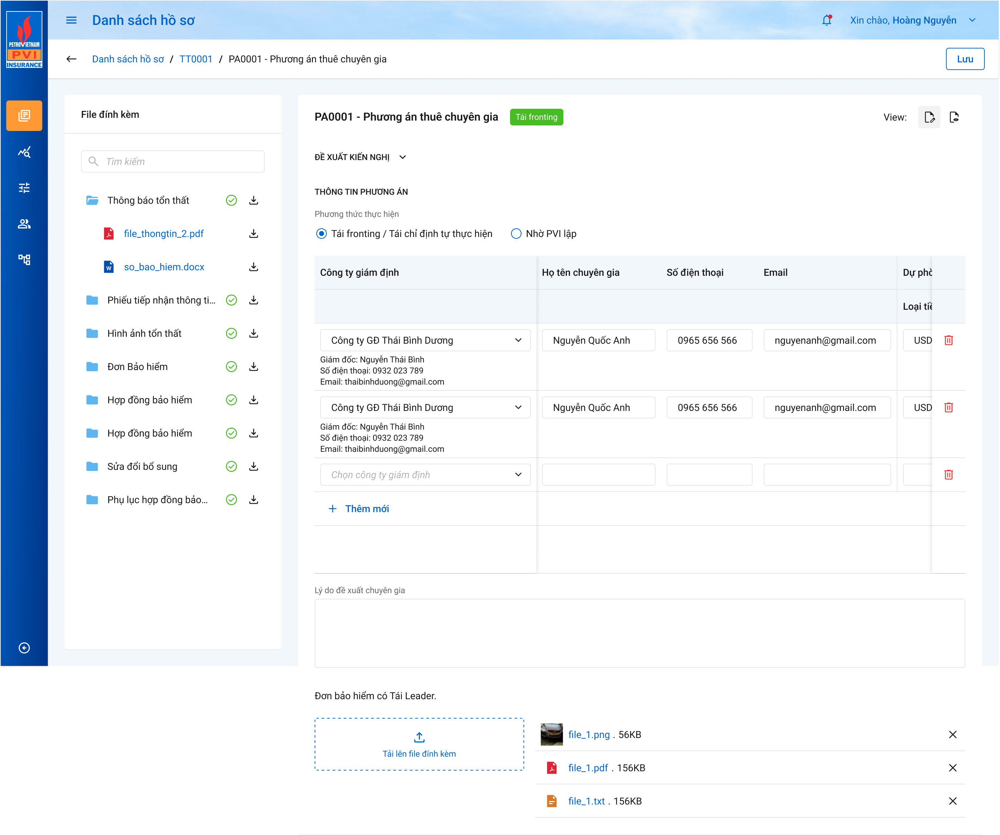 PETROVIETNAM
PVI
INSURANCE
Danh sách hồ sơ
Xin chào, Hoàng Nguyễn
Danh sách hồ sơ / TT0001 / PA0001 - Phương án thuê chuyên gia
Lưu
File đính kèm
Tìm kiếm
Thông báo tổn thất
file_thongtin_2.pdf
so_bao_hiem.docx
Phiếu tiếp nhận thông ti...
Hình ảnh tổn thất
Đơn Bảo hiểm
Hợp đồng bảo hiểm
Hợp đồng bảo hiểm
Sửa đổi bổ sung
Phụ lục hợp đồng bảo...
PA0001 - Phương án thuê chuyên gia
Tái fronting
View:
ĐỀ XUẤT KIẾN NGHỊ
THÔNG TIN PHƯƠNG ÁN
Phương thức thực hiện
Tái fronting / Tái chỉ định tự thực hiện
Nhờ PVI lập
Công ty giám định
Họ tên chuyên gia
Số điện thoại
Email
Dự phò
Loại tiề
Công ty GĐ Thái Bình Dương
Nguyễn Quốc Anh
0965 656 566
nguyenanh@gmail.com
USD
Giám đốc: Nguyễn Thái Bình
Số điện thoại: 0932 023 789
Email: thaibinhduong@gmail.com
Công ty GĐ Thái Bình Dương
Nguyễn Quốc Anh
0965 656 566
nguyenanh@gmail.com
USD
Giám đốc: Nguyễn Thái Bình
Số điện thoại: 0932 023 789
Email: thaibinhduong@gmail.com
Chọn công ty giám định
Thêm mới
Lý do đề xuất chuyên gia
Đơn bảo hiểm có Tái Leader.
Tải lên file đính kèm
file_1.png . 56KB
file_1.pdf . 156KB
file_1.txt . 156KB